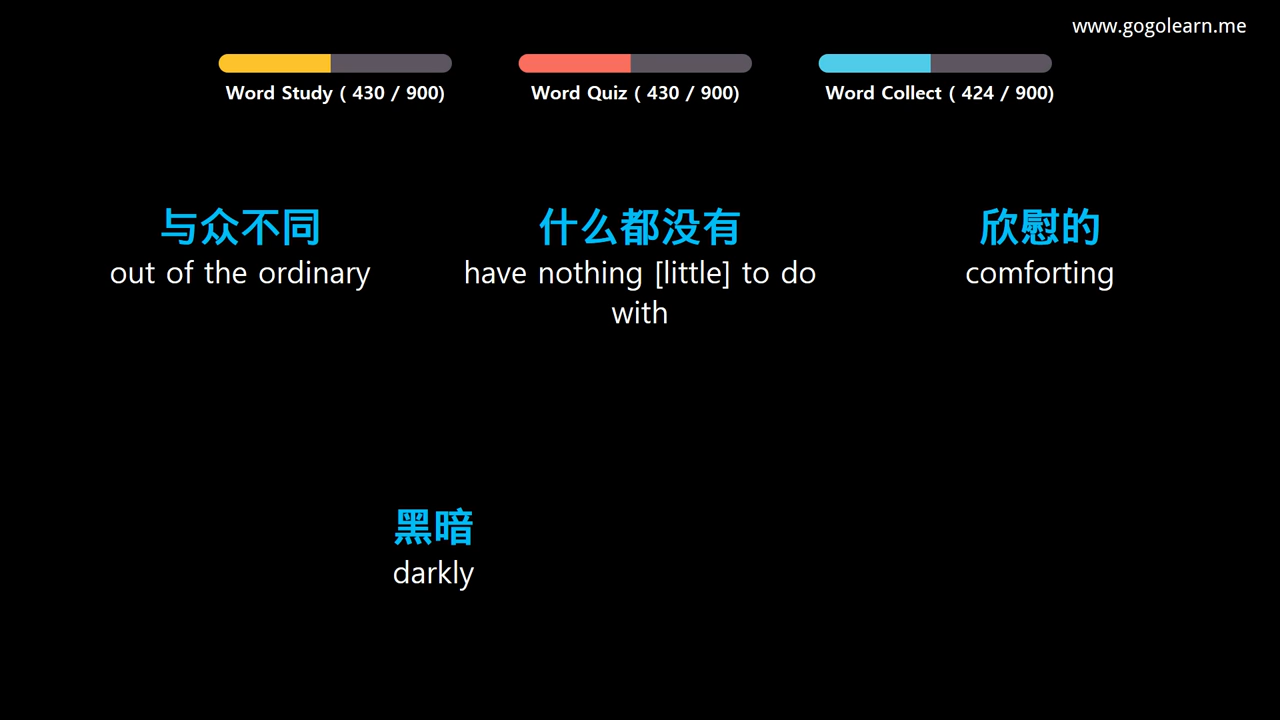 www.gogolearn.me
Word Study ( 430 / 900)
Word Quiz ( 430 / 900)
Word Collect ( 424 / 900)
与众不同
out of the ordinary
什么都没有
have nothing [little] to do
with
欣慰的
comforting
黑暗
darkly